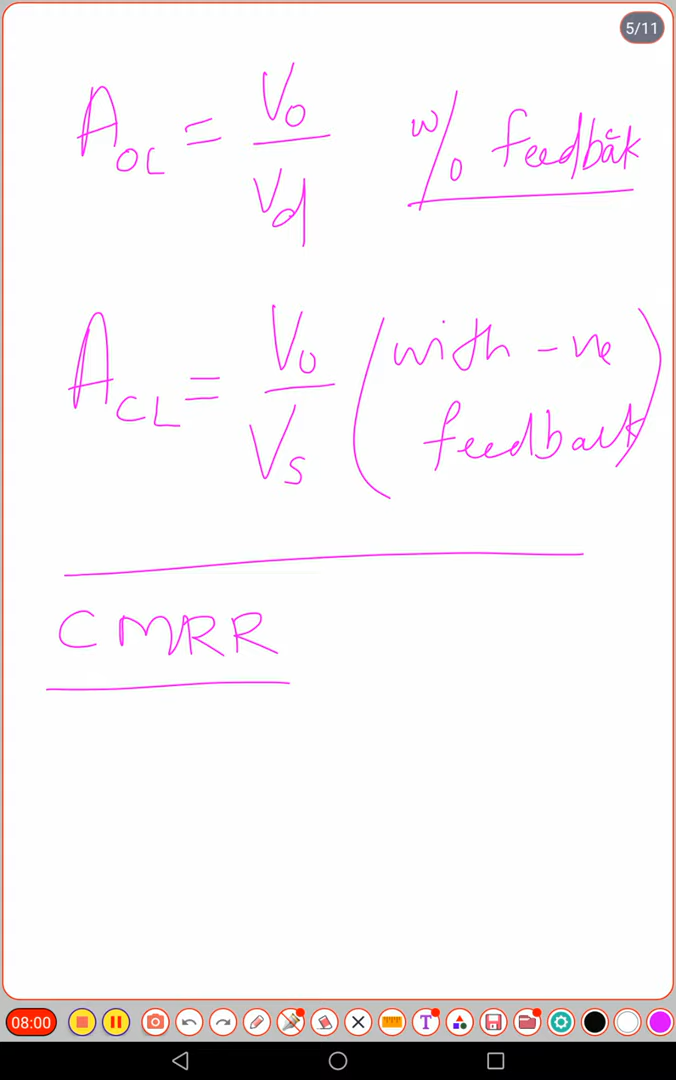 5/11
A_OL = Vo/Vd w/o feedback
A_CL = Vo/Vs (with -ve
feedback)
CMRR
08:00
T